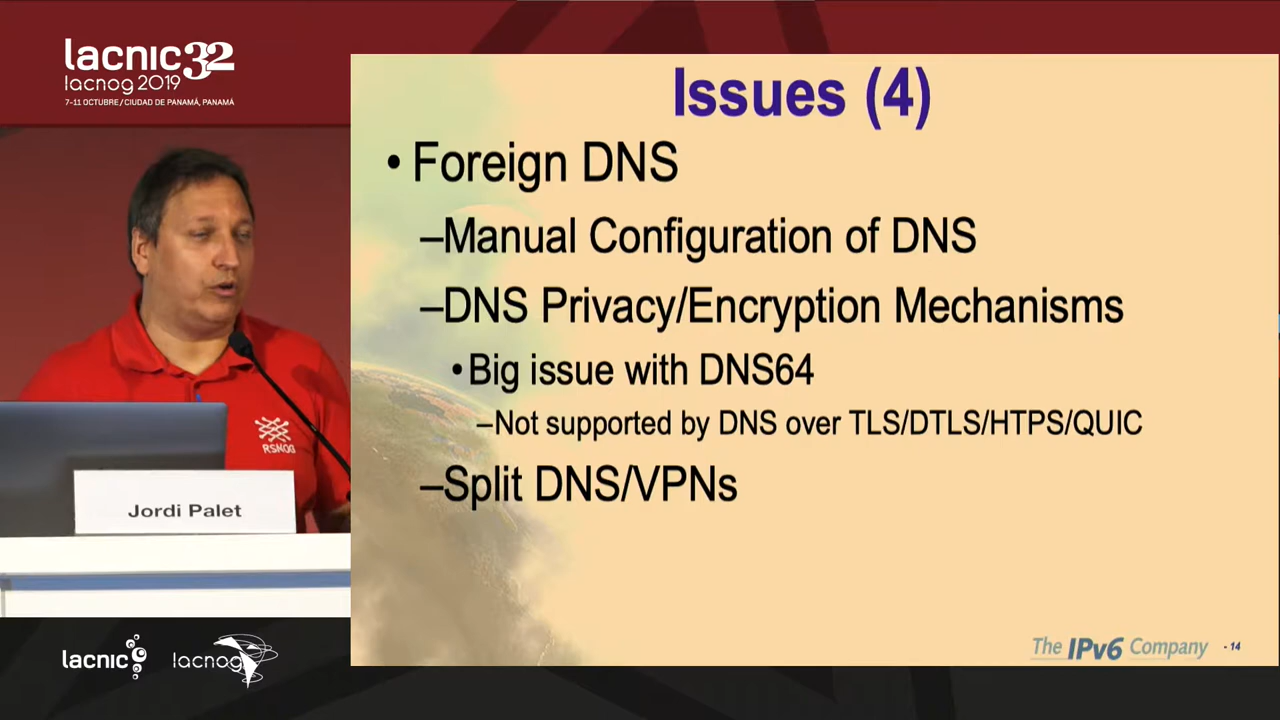 lacnic 32
lacnog 2019
7-11 OCTUBRE / CIUDAD DE PANAMÁ, PANAMÁ
Issues (4)
• Foreign DNS
–Manual Configuration of DNS
–DNS Privacy/Encryption Mechanisms
•Big issue with DNS64
–Not supported by DNS over TLS/DTLS/HTPS/QUIC
–Split DNS/VPNs
RSNOG
Jordi Palet
The IPv6 Company - 14
lacnic lacnog